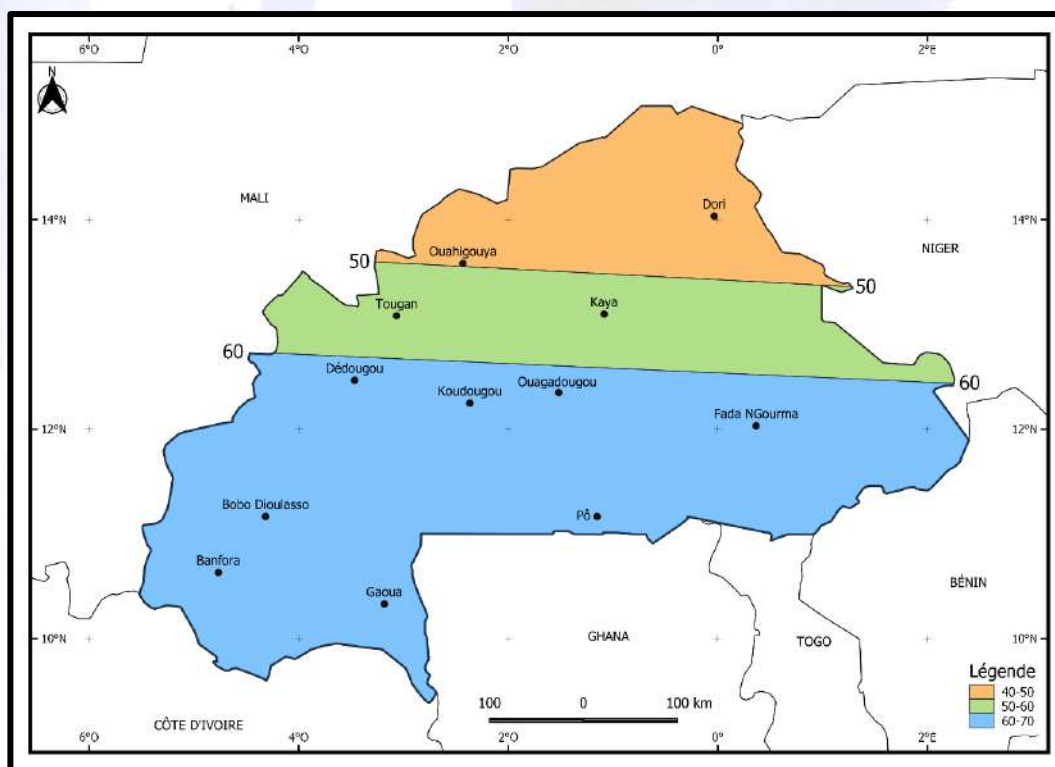 6°O 4°O 2°O 0° 2°E
N
MALI
14°N 14°N
Dori
Ouahigouya
NIGER
50 50
Tougan Kaya
60 60
Dédougou
Ouagadougou
Koudougou
Fada NGourma
12°N 12°N
Bobo Dioulasso Pô
Banfora
BÉNIN
Gaoua
GHANA
TOGO
10°N 10°N
Légende
40-50
50-60
60-70
100 0 100 km
CÔTE D'IVOIRE
6°O 4°O 2°O 0° 2°E